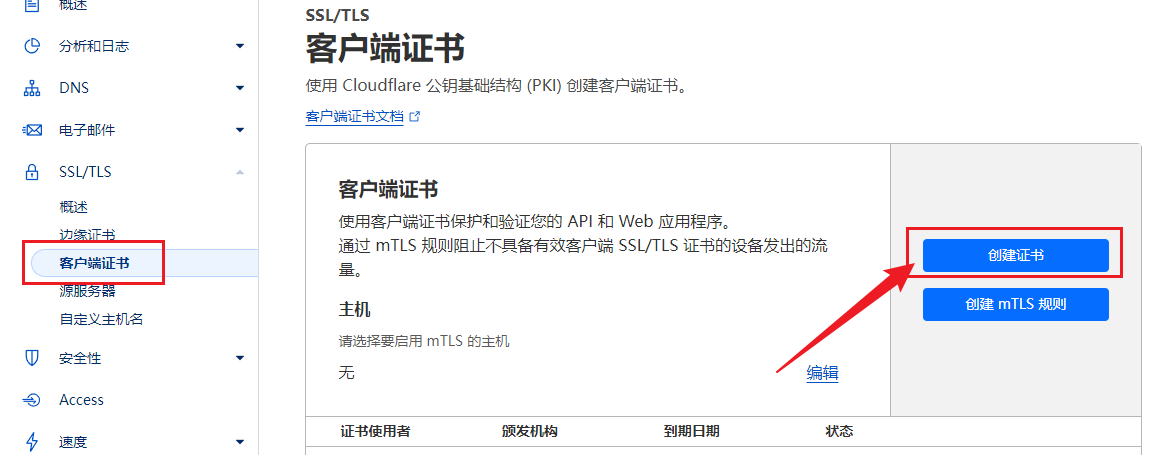 概述
分析和日志
DNS
电子邮件
SSL/TLS
概述
边缘证书
客户端证书
源服务器
自定义主机名
安全性
Access
速度
SSL/TLS
客户端证书
使用 Cloudflare 公钥基础结构 (PKI) 创建客户端证书。
客户端证书文档
客户端证书
使用客户端证书保护和验证您的 API 和 Web 应用程序。
通过 mTLS 规则阻止不具备有效客户端 SSL/TLS 证书的设备发出的流
量。
主机
请选择要启用 mTLS 的主机
无
编辑
创建证书
创建 mTLS 规则
证书使用者 颁发机构 到期日期 状态